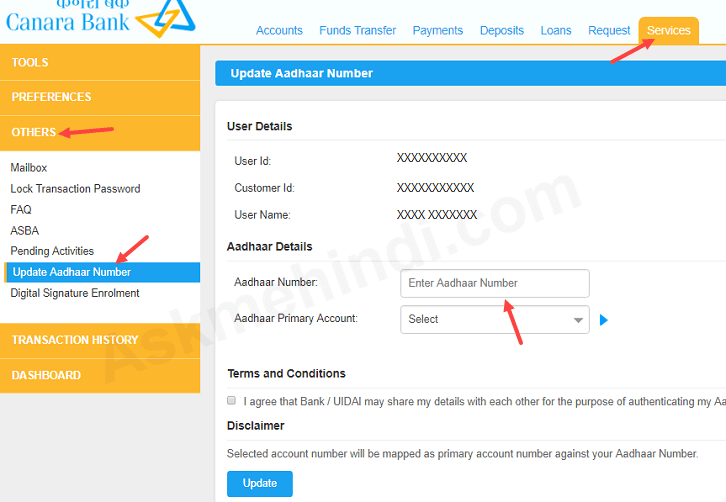 केनरा बैंक
Canara Bank
Accounts Funds Transfer Payments Deposits Loans Request Services
TOOLS
PREFERENCES
OTHERS
Mailbox
Lock Transaction Password
FAQ
ASBA
Pending Activities
Update Aadhaar Number
Digital Signature Enrolment
TRANSACTION HISTORY
DASHBOARD
Update Aadhaar Number
User Details
User Id: XXXXXXXXXX
Customer Id: XXXXXXXXXXX
User Name: XXXX XXXXXXX
Aadhaar Details
Aadhaar Number: Enter Aadhaar Number
Aadhaar Primary Account: Select
Terms and Conditions
I agree that Bank / UIDAI may share my details with each other for the purpose of authenticating my Aa
Disclaimer
Selected account number will be mapped as primary account number against your Aadhaar Number.
Update
Askmehindi.com